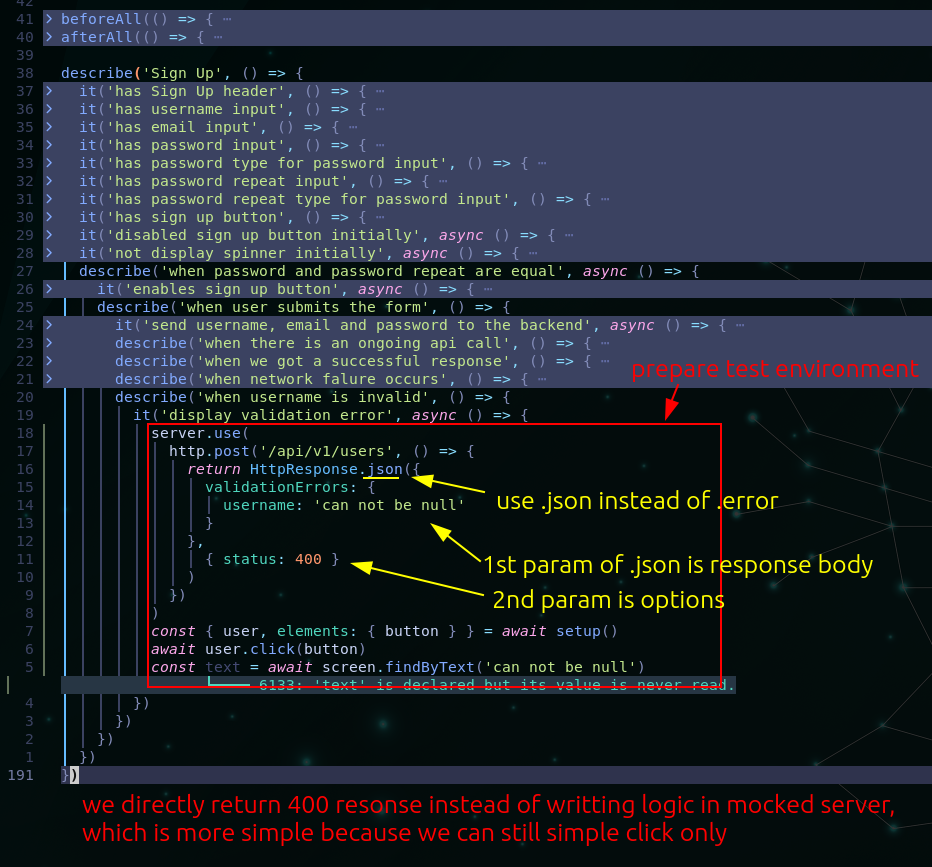 42
41 > beforeAll(() => { ⋯
40 > afterAll(() => { ⋯
39
38 describe('Sign Up', () => {
37 > it('has Sign Up header', () => { ⋯
36 > it('has username input', () => { ⋯
35 > it('has email input', () => { ⋯
34 > it('has password input', () => { ⋯
33 > it('has password type for password input', () => { ⋯
32 > it('has password repeat input', () => { ⋯
31 > it('has password repeat type for password input', () => { ⋯
30 > it('has sign up button', () => { ⋯
29 > it('disabled sign up button initially', async () => { ⋯
28 > it('not display spinner initially', async () => { ⋯
27 describe('when password and password repeat are equal', async () => {
26 > it('enables sign up button', async () => { ⋯
25 describe('when user submits the form', () => {
24 > it('send username, email and password to the backend', async () => { ⋯
23 > describe('when there is an ongoing api call', () => { ⋯
22 > describe('when we got a successful response', () => { ⋯
21 > describe('when network falure occurs', () => { ⋯
prepare test environment
20 describe('when username is invalid', () => {
19 it('display validation error', async () => {
18 server.use(
17 http.post('/api/v1/users', () => {
16 return HttpResponse.json({
15 validationErrors: {
use .json instead of .error
14 username: 'can not be null'
13 }
12 },
1st param of .json is response body
11 { status: 400 }
10 )
2nd param is options
9 })
8 )
7 const { user, elements: { button } } = await setup()
6 await user.click(button)
5 const text = await screen.findByText('can not be null')
6133: 'text' is declared but its value is never read.
4 })
3 })
2 })
1 })
191 })
we directly return 400 resonse instead of writting logic in mocked server,
which is more simple because we can still simple click only